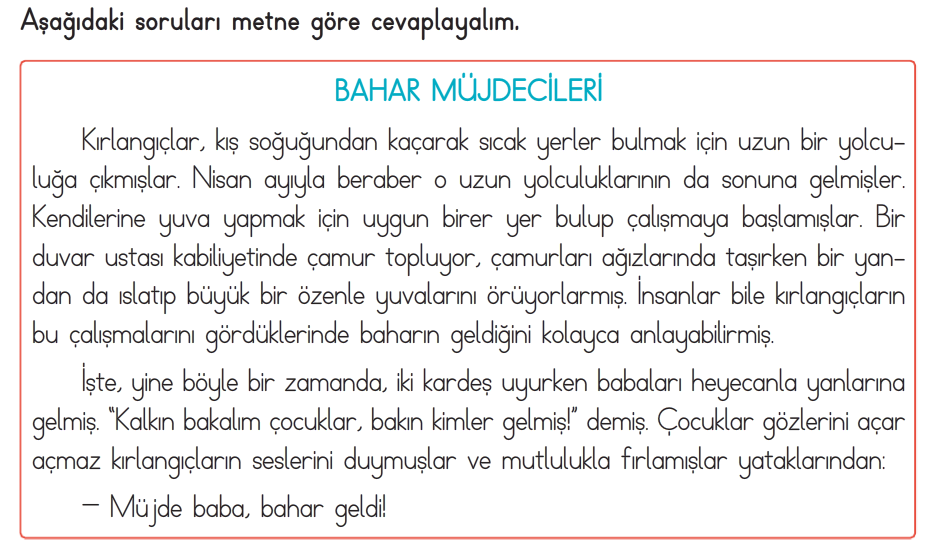 Aşağıdaki soruları metne göre cevaplayalım.
BAHAR MÜJDECİLERİ
Kırlangıçlar, kış soğuğundan kaçarak sıcak yerler bulmak için uzun bir yolcu-
luğa çıkmışlar. Nisan ayıyla beraber o uzun yolculuklarının da sonuna gelmişler.
Kendilerine yuva yapmak için uygun birer yer bulup çalışmaya başlamışlar. Bir
duvar ustası kabiliyetinde çamur topluyor, çamurları ağızlarında taşırken bir yan-
dan da ıslatıp büyük bir özenle yuvalarını örüyorlarmış. İnsanlar bile kırlangıçların
bu çalışmalarını gördüklerinde baharın geldiğini kolayca anlayabilirmiş.
İşte, yine böyle bir zamanda, iki kardeş uyurken babaları heyecanla yanlarına
gelmiş. “Kalkın bakalım çocuklar, bakın kimler gelmiş!” demiş. Çocuklar gözlerini açar
açmaz kırlangıçların seslerini duymuşlar ve mutlulukla fırlamışlar yataklarından:
– Müjde baba, bahar geldi!